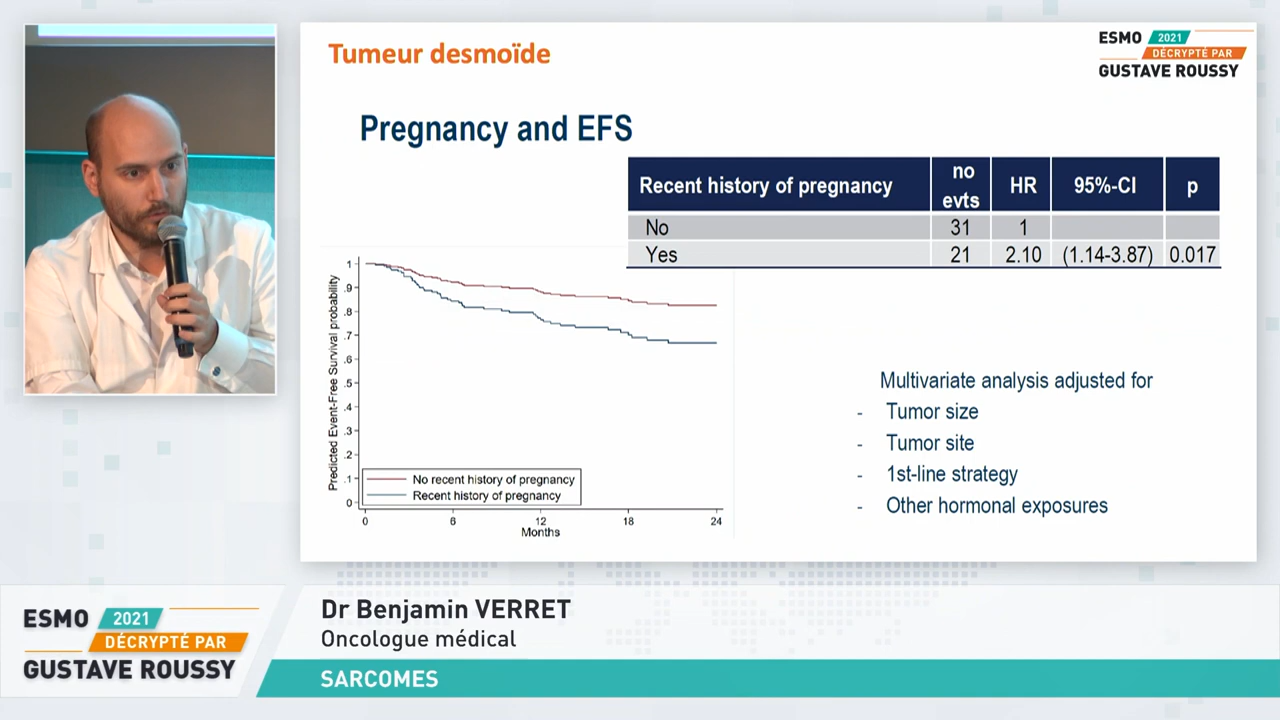 Tumeur desmoïde
ESMO 2021
DÉCRYPTÉ PAR
GUSTAVE ROUSSY
Pregnancy and EFS
Recent history of pregnancy no evts HR 95%-CI p
No 31 1
Yes 21 2.10 (1.14-3.87) 0.017
Predicted Event-Free Survival probability
1
.9
.8
.7
.6
.5
.4
.3
.2
.1
0
No recent history of pregnancy
Recent history of pregnancy
0 6 12 18 24
Months
Multivariate analysis adjusted for
- Tumor size
- Tumor site
- 1st-line strategy
- Other hormonal exposures
ESMO 2021
DÉCRYPTÉ PAR
GUSTAVE ROUSSY
Dr Benjamin VERRET
Oncologue médical
SARCOMES